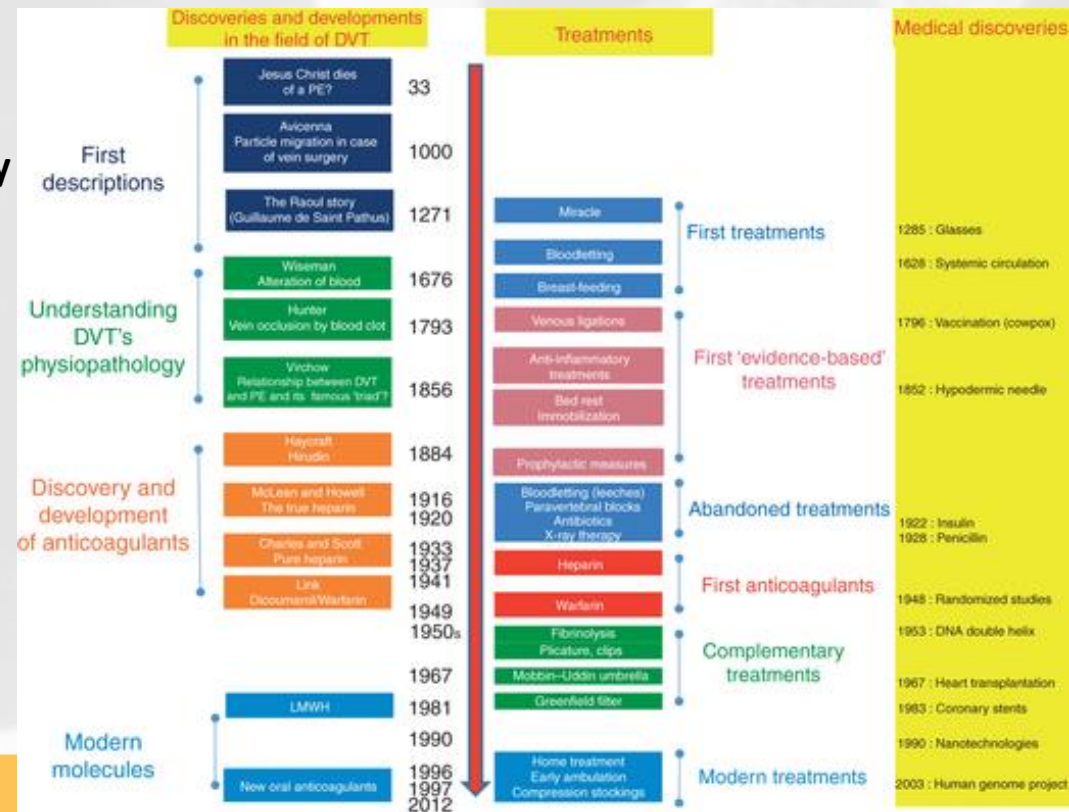 Discoveries and developments
in the field of DVT
First
descriptions
Jesus Christ dies
of a PE?
33
Avicenna
Particle migration in case
of vein surgery
1000
The Raoul story
(Guillaume de Saint Pathus)
1271
Understanding
DVT's
physiopathology
Wiseman
Alteration of blood
1676
Hunter
Vein occlusion by blood clot
1793
Virchow
Relationship between DVT
and PE and its famous 'triad'?
1856
Discovery and
development
of anticoagulants
Haycraft
Hirudin
1884
McLean and Howell
The true heparin
1916
1920
Charles and Scott
Pure heparin
1933
1937
Link
Dicoumarol/Warfarin
1941
1949
1950s
1967
Modern
molecules
LMWH
1981
1990
New oral anticoagulants
1996
1997
2012
Treatments
Miracle
Bloodletting
Breast-feeding
First treatments
Venous ligations
Anti-inflammatory
treatments
Bed rest
Immobilization
Prophylactic measures
First 'evidence-based'
treatments
Bloodletting (leeches)
Paravertebral blocks
Antibiotics
X-ray therapy
Abandoned treatments
Heparin
Warfarin
First anticoagulants
Fibrinolysis
Plicature, clips
Mobbin–Uddin umbrella
Greenfield filter
Complementary
treatments
Home treatment
Early ambulation
Compression stockings
Modern treatments
Medical discoveries
1285 : Glasses
1628 : Systemic circulation
1796 : Vaccination (cowpox)
1852 : Hypodermic needle
1922 : Insulin
1928 : Penicillin
1948 : Randomized studies
1953 : DNA double helix
1967 : Heart transplantation
1983 : Coronary stents
1990 : Nanotechnologies
2003 : Human genome project